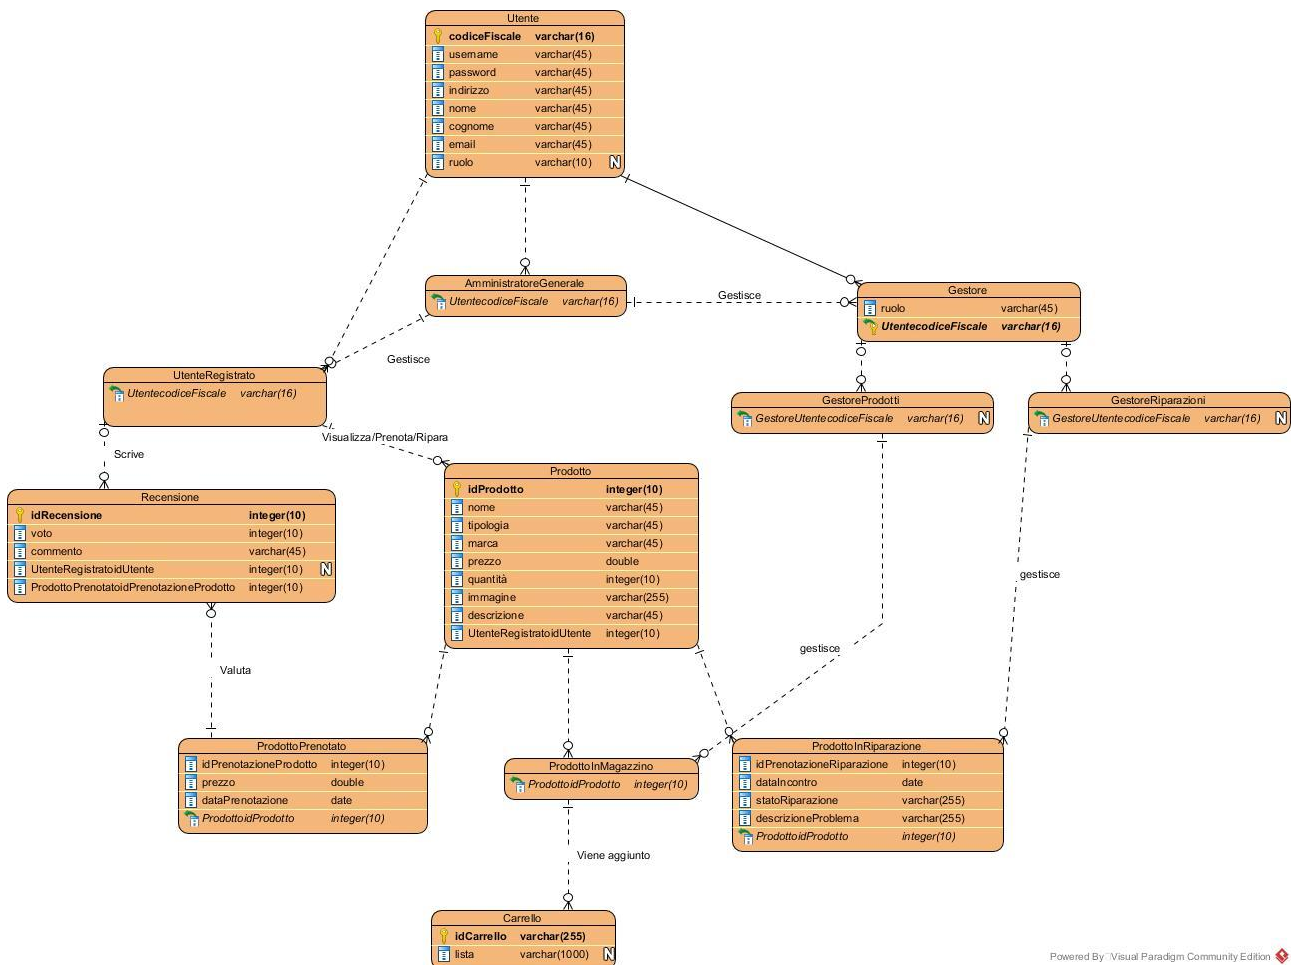 Utente
codiceFiscale varchar(16)
username varchar(45)
password varchar(45)
indirizzo varchar(45)
nome varchar(45)
cognome varchar(45)
email varchar(45)
ruolo varchar(10) N
AmministratoreGenerale
UtentecodiceFiscale varchar(16)
Gestisce
Gestore
ruolo varchar(45)
UtentecodiceFiscale varchar(16)
Gestisce
UtenteRegistrato
UtentecodiceFiscale varchar(16)
GestoreProdotti
GestoreUtentecodiceFiscale varchar(16) N
GestoreRiparazioni
GestoreUtentecodiceFiscale varchar(16) N
Visualizza/Prenota/Ripara
Scrive
Recensione
idRecensione integer(10)
voto integer(10)
commento varchar(45)
UtenteRegistratoidUtente integer(10) N
ProdottoPrenotatoidPrenotazioneProdotto integer(10)
Prodotto
idProdotto integer(10)
nome varchar(45)
tipologia varchar(45)
marca varchar(45)
prezzo double
quantità integer(10)
immagine varchar(255)
descrizione varchar(45)
UtenteRegistratoidUtente integer(10)
gestisce
gestisce
Valuta
ProdottoPrenotato
idPrenotazioneProdotto integer(10)
prezzo double
dataPrenotazione date
ProdottoidProdotto integer(10)
ProdottoInMagazzino
ProdottoidProdotto integer(10)
ProdottoInRiparazione
idPrenotazioneRiparazione integer(10)
dataIncontro date
statoRiparazione varchar(255)
descrizioneProblema varchar(255)
ProdottoidProdotto integer(10)
Viene aggiunto
Carrello
idCarrello varchar(255)
lista varchar(1000) N
Powered By Visual Paradigm Community Edition